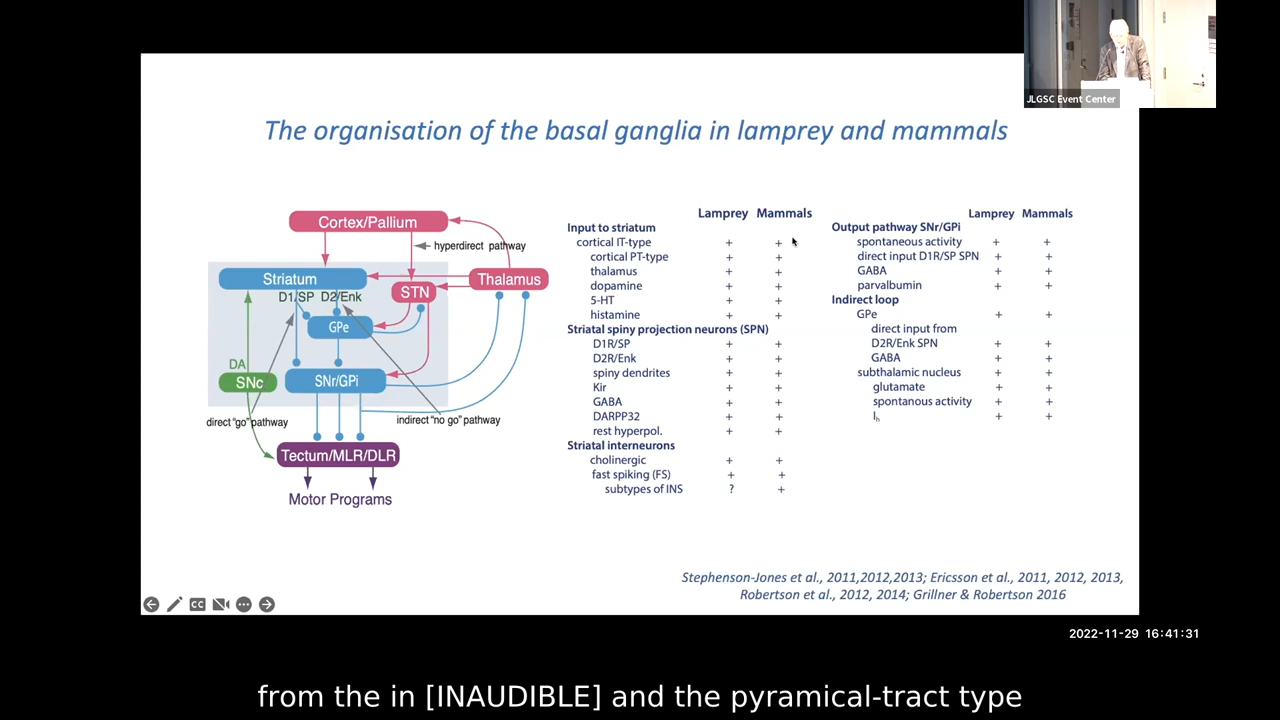 JLGSC Event Center
The organisation of the basal ganglia in lamprey and mammals
Cortex/Pallium
hyperdirect pathway
Striatum
Thalamus
D1/SP D2/Enk
STN
GPe
DA
SNc
SNr/GPi
direct "go" pathway
indirect "no go" pathway
Tectum/MLR/DLR
Motor Programs
Lamprey Mammals
Input to striatum
cortical IT-type + +
cortical PT-type + +
thalamus + +
dopamine + +
5-HT + +
histamine + +
Striatal spiny projection neurons (SPN)
D1R/SP + +
D2R/Enk + +
spiny dendrites + +
Kir + +
GABA + +
DARPP32 + +
rest hyperpol. + +
Striatal interneurons
cholinergic + +
fast spiking (FS) + +
subtypes of INS ? +
Lamprey Mammals
Output pathway SNr/GPi
spontaneous activity + +
direct input D1R/SP SPN + +
GABA + +
parvalbumin + +
Indirect loop
GPe + +
direct input from
D2R/Enk SPN + +
GABA + +
subthalamic nucleus + +
glutamate + +
spontanous activity + +
Ih + +
Stephenson-Jones et al., 2011,2012,2013; Ericsson et al., 2011, 2012, 2013,
Robertson et al., 2012, 2014; Grillner & Robertson 2016
CC
2022-11-29 16:41:31
from the in [INAUDIBLE] and the pyramical-tract type